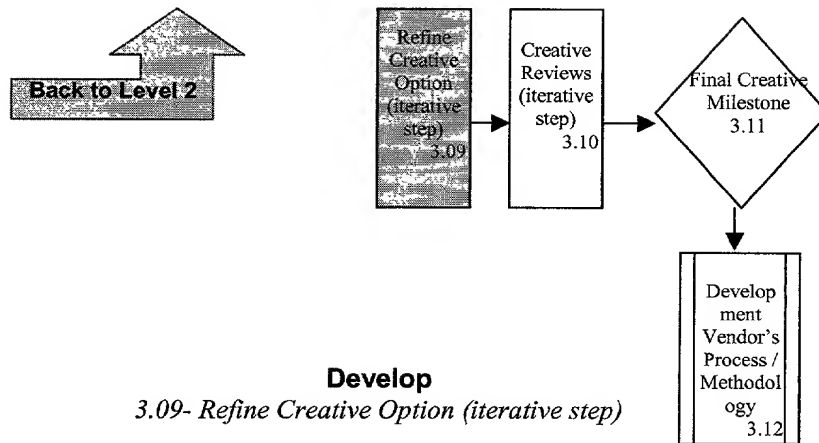 Back to Level 2
Refine
Creative
Option
(iterative
step)
3.09
Creative
Reviews
(iterative
step)
3.10
Final Creative
Milestone
3.11
Develop
ment
Vendor's
Process /
Methodol
ogy
3.12
Develop
3.09- Refine Creative Option (iterative step)